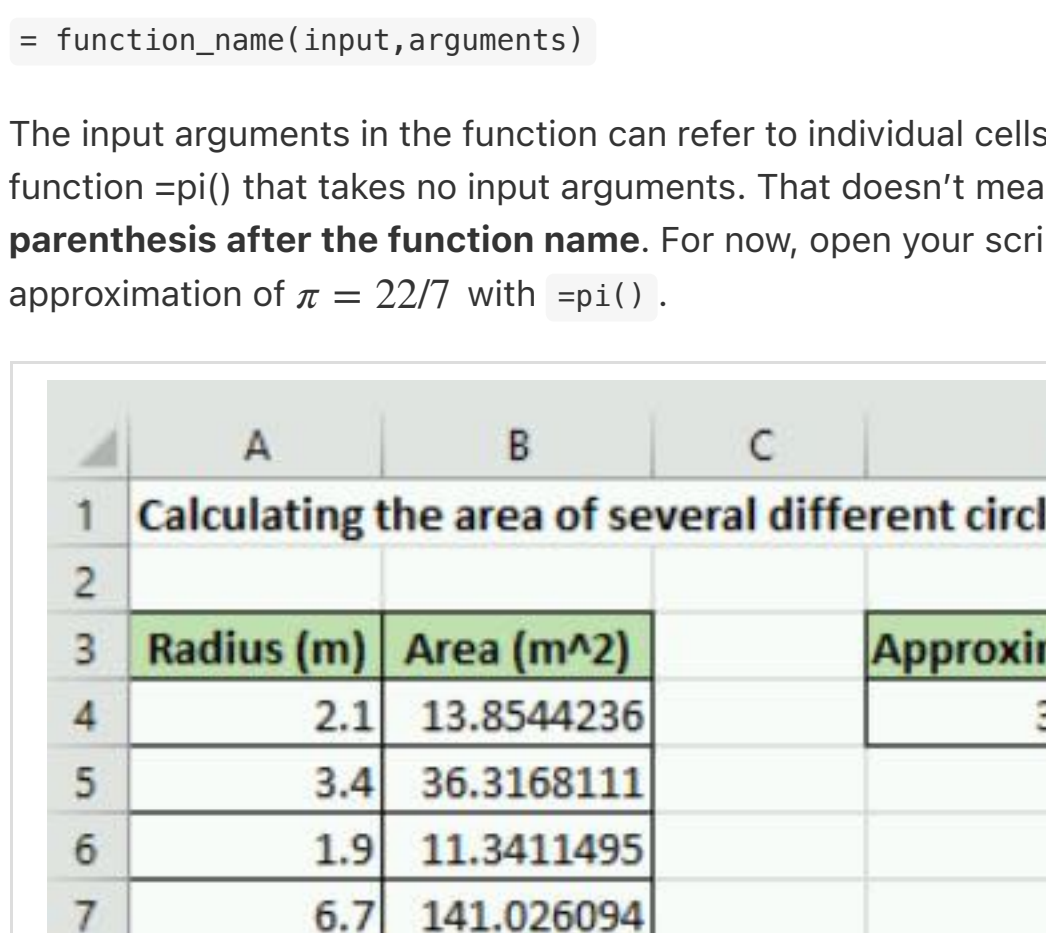 = function_name(input,arguments)
The input arguments in the function can refer to individual cells
function =pi() that takes no input arguments. That doesn't mea
parenthesis after the function name. For now, open your scri
approximation of π = 22/7 with =pi() .
A B C
1 Calculating the area of several different circl
2
3 Radius (m) Area (m^2) Approxin
4 2.1 13.8544236 3
5 3.4 36.3168111
6 1.9 11.3411495
7 6.7 141.026094